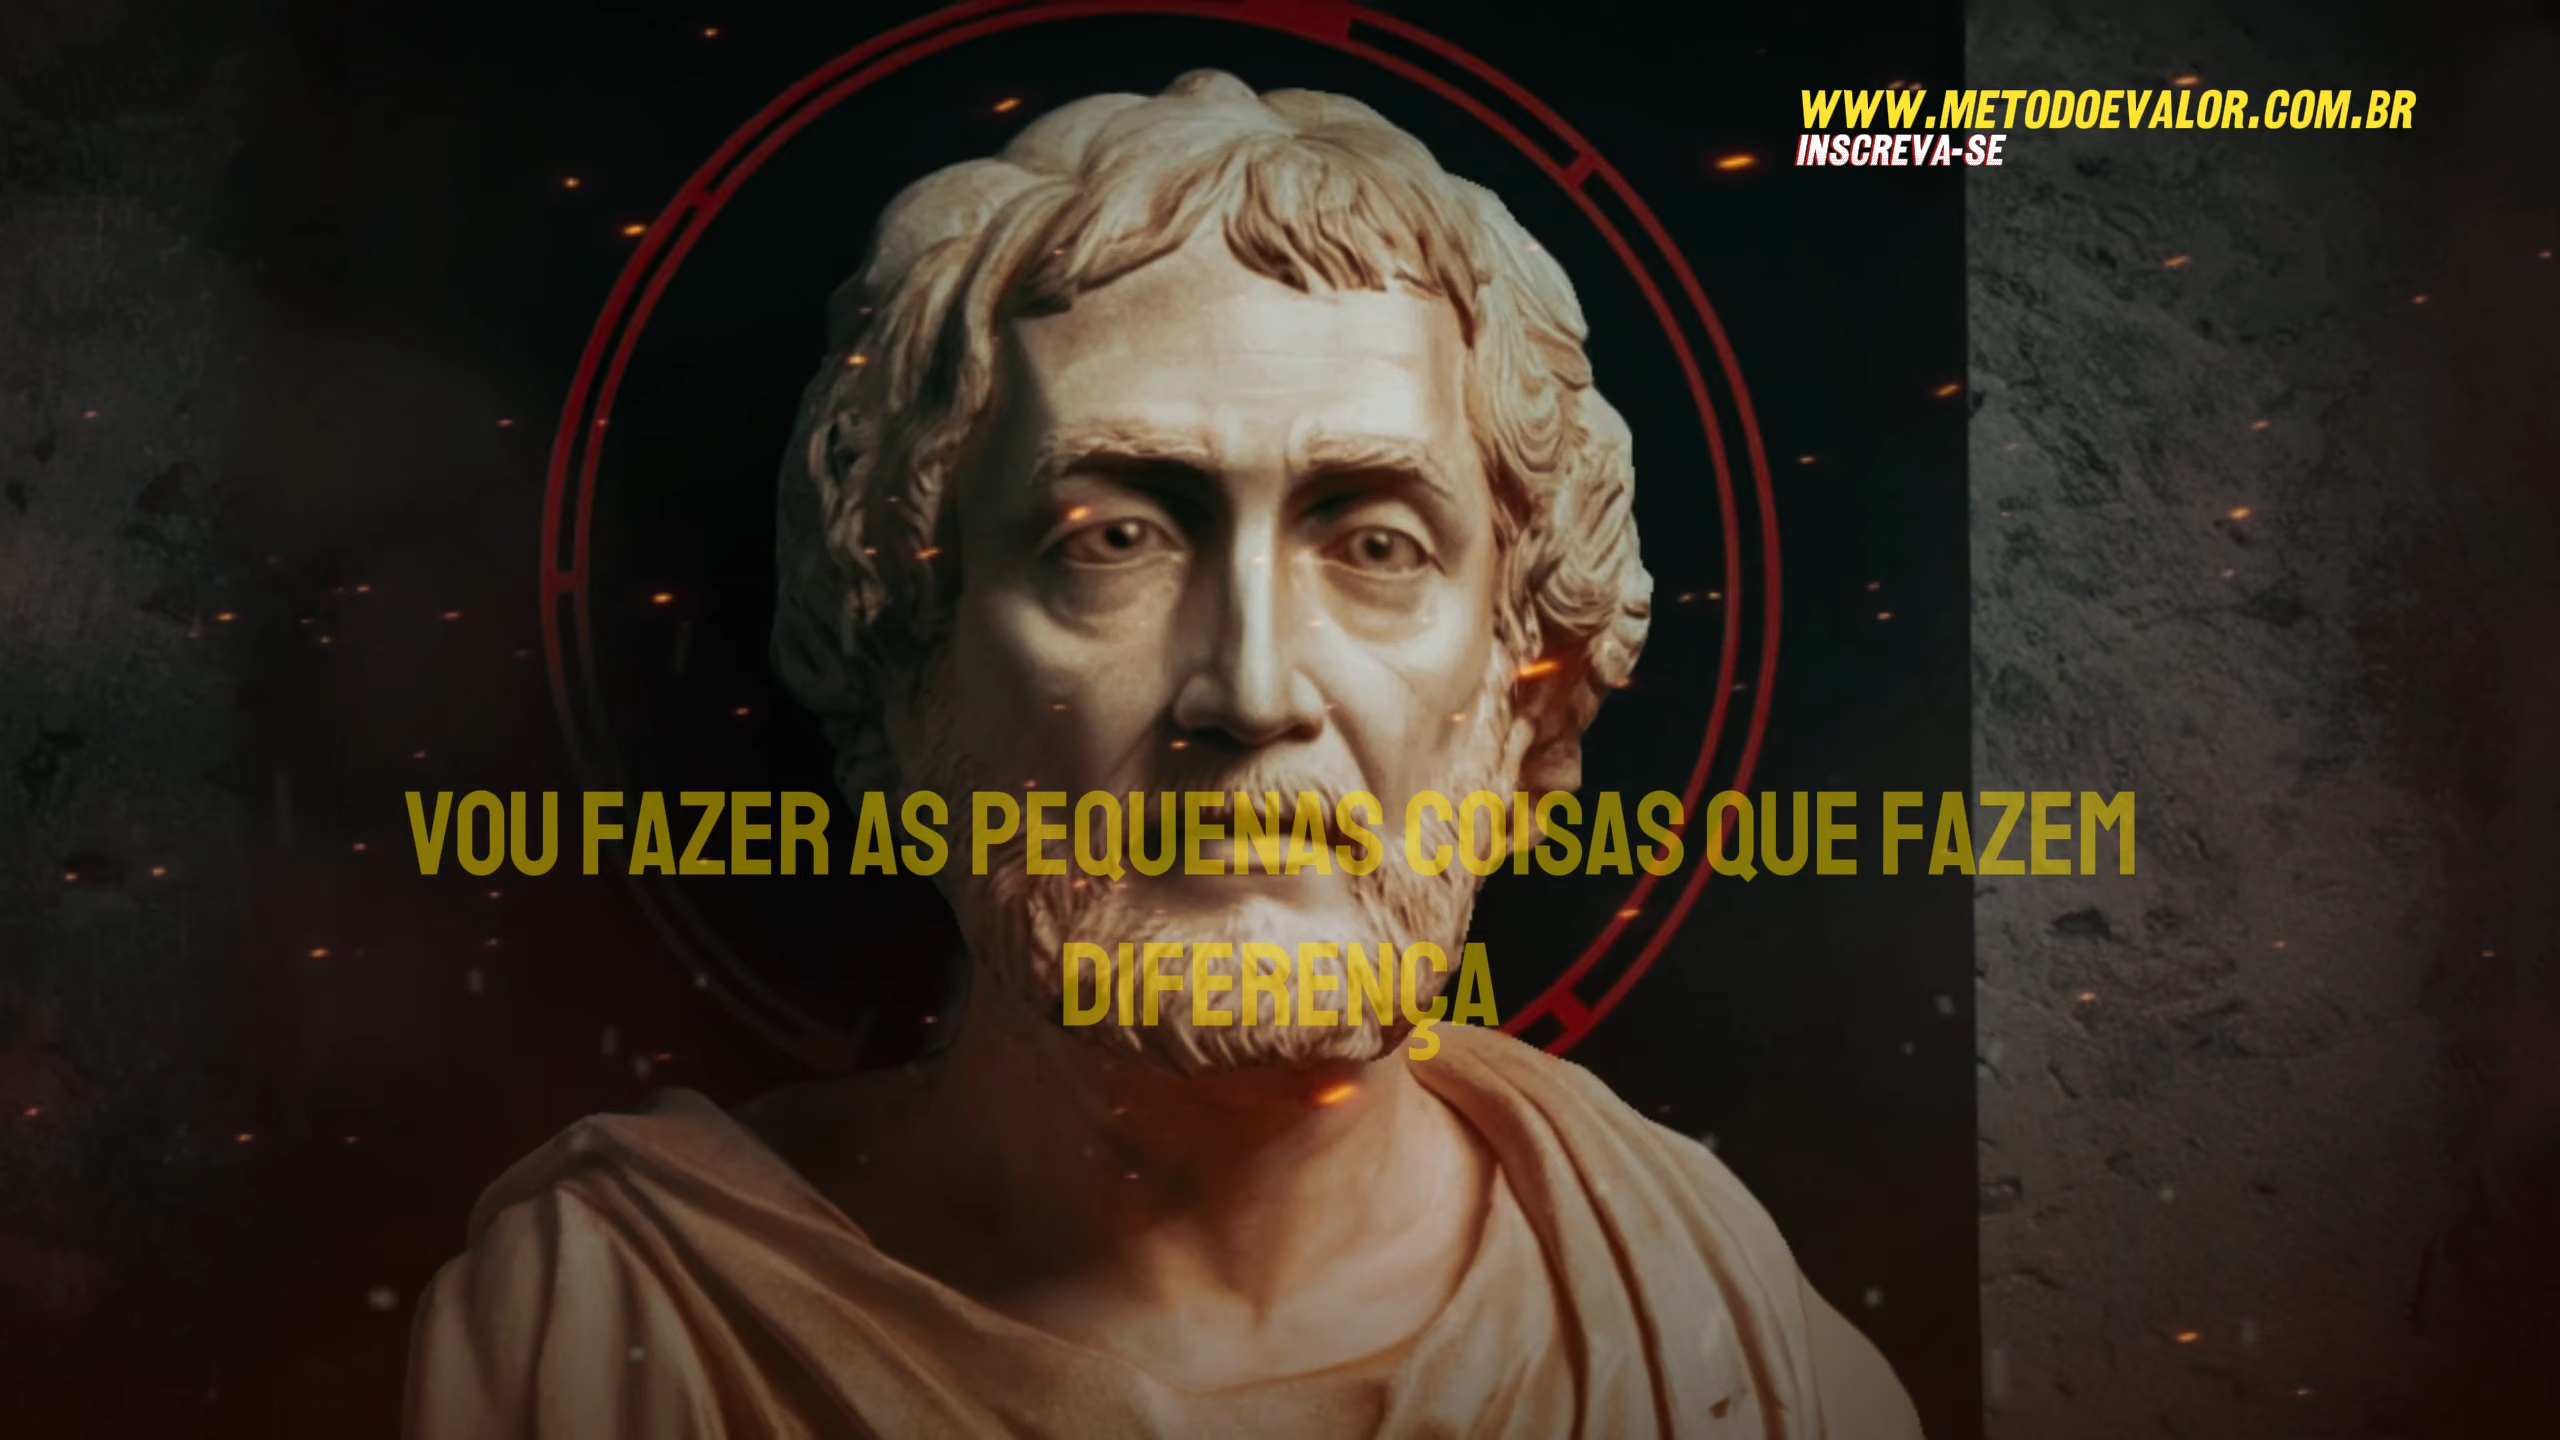 WWW.METODOEVALOR.COM.BR
INSCREVA-SE
VOU FAZER AS PEQUENAS COISAS QUE FAZEM
DIFERENÇA